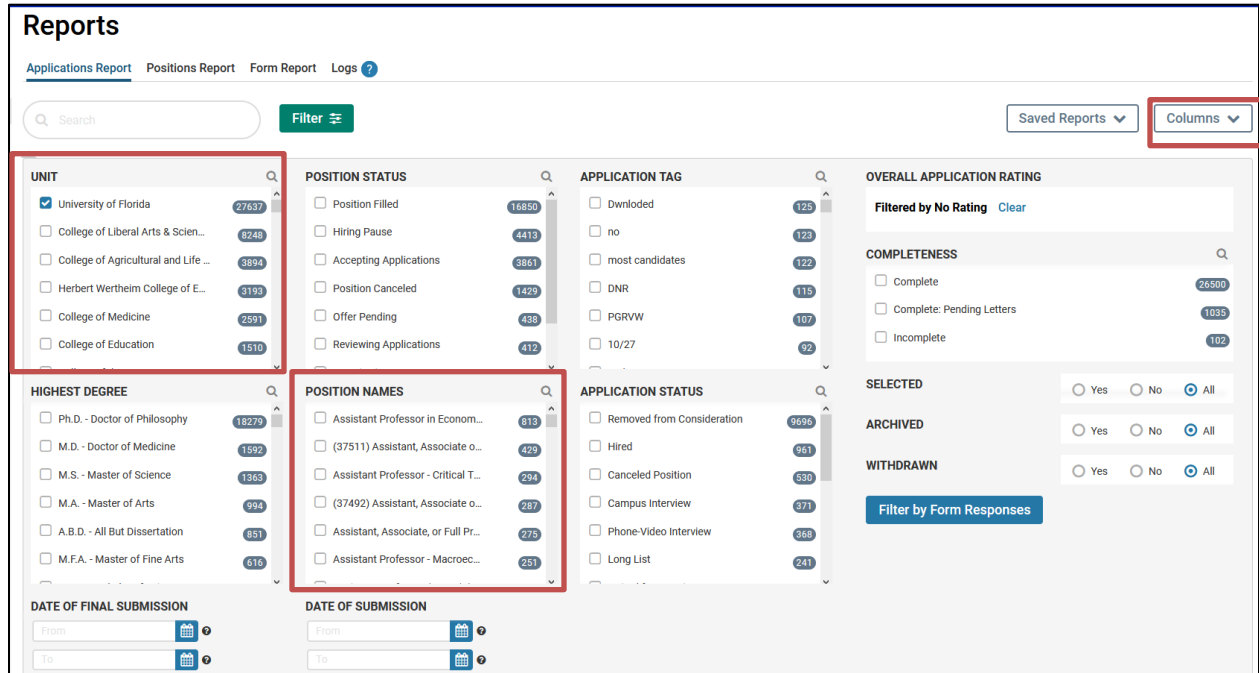 Reports
Applications Report Positions Report Form Report Logs ?
Search
Filter
Saved Reports
Columns
UNIT
University of Florida 27637
College of Liberal Arts & Scien... 8248
College of Agricultural and Life ... 3894
Herbert Wertheim College of E... 3193
College of Medicine 2591
College of Education 1510
POSITION STATUS
Position Filled 16850
Hiring Pause 4413
Accepting Applications 3861
Position Canceled 1429
Offer Pending 438
Reviewing Applications 412
APPLICATION TAG
Dwnloded 125
no 123
most candidates 122
DNR 115
PGRVW 107
10/27 92
OVERALL APPLICATION RATING
Filtered by No Rating Clear
COMPLETENESS
Complete 26500
Complete: Pending Letters 1035
Incomplete 102
HIGHEST DEGREE
Ph.D. - Doctor of Philosophy 18279
M.D. - Doctor of Medicine 1592
M.S. - Master of Science 1363
M.A. - Master of Arts 994
A.B.D. - All But Dissertation 851
M.F.A. - Master of Fine Arts 616
POSITION NAMES
Assistant Professor in Econom... 813
(37511) Assistant, Associate o... 429
Assistant Professor - Critical T... 294
(37492) Assistant, Associate o... 287
Assistant, Associate, or Full Pr... 275
Assistant Professor - Macroec... 251
APPLICATION STATUS
Removed from Consideration 9696
Hired 961
Canceled Position 530
Campus Interview 371
Phone-Video Interview 368
Long List 241
SELECTED Yes No All
ARCHIVED Yes No All
WITHDRAWN Yes No All
Filter by Form Responses
DATE OF FINAL SUBMISSION
From ?
To ?
DATE OF SUBMISSION
From ?
To ?